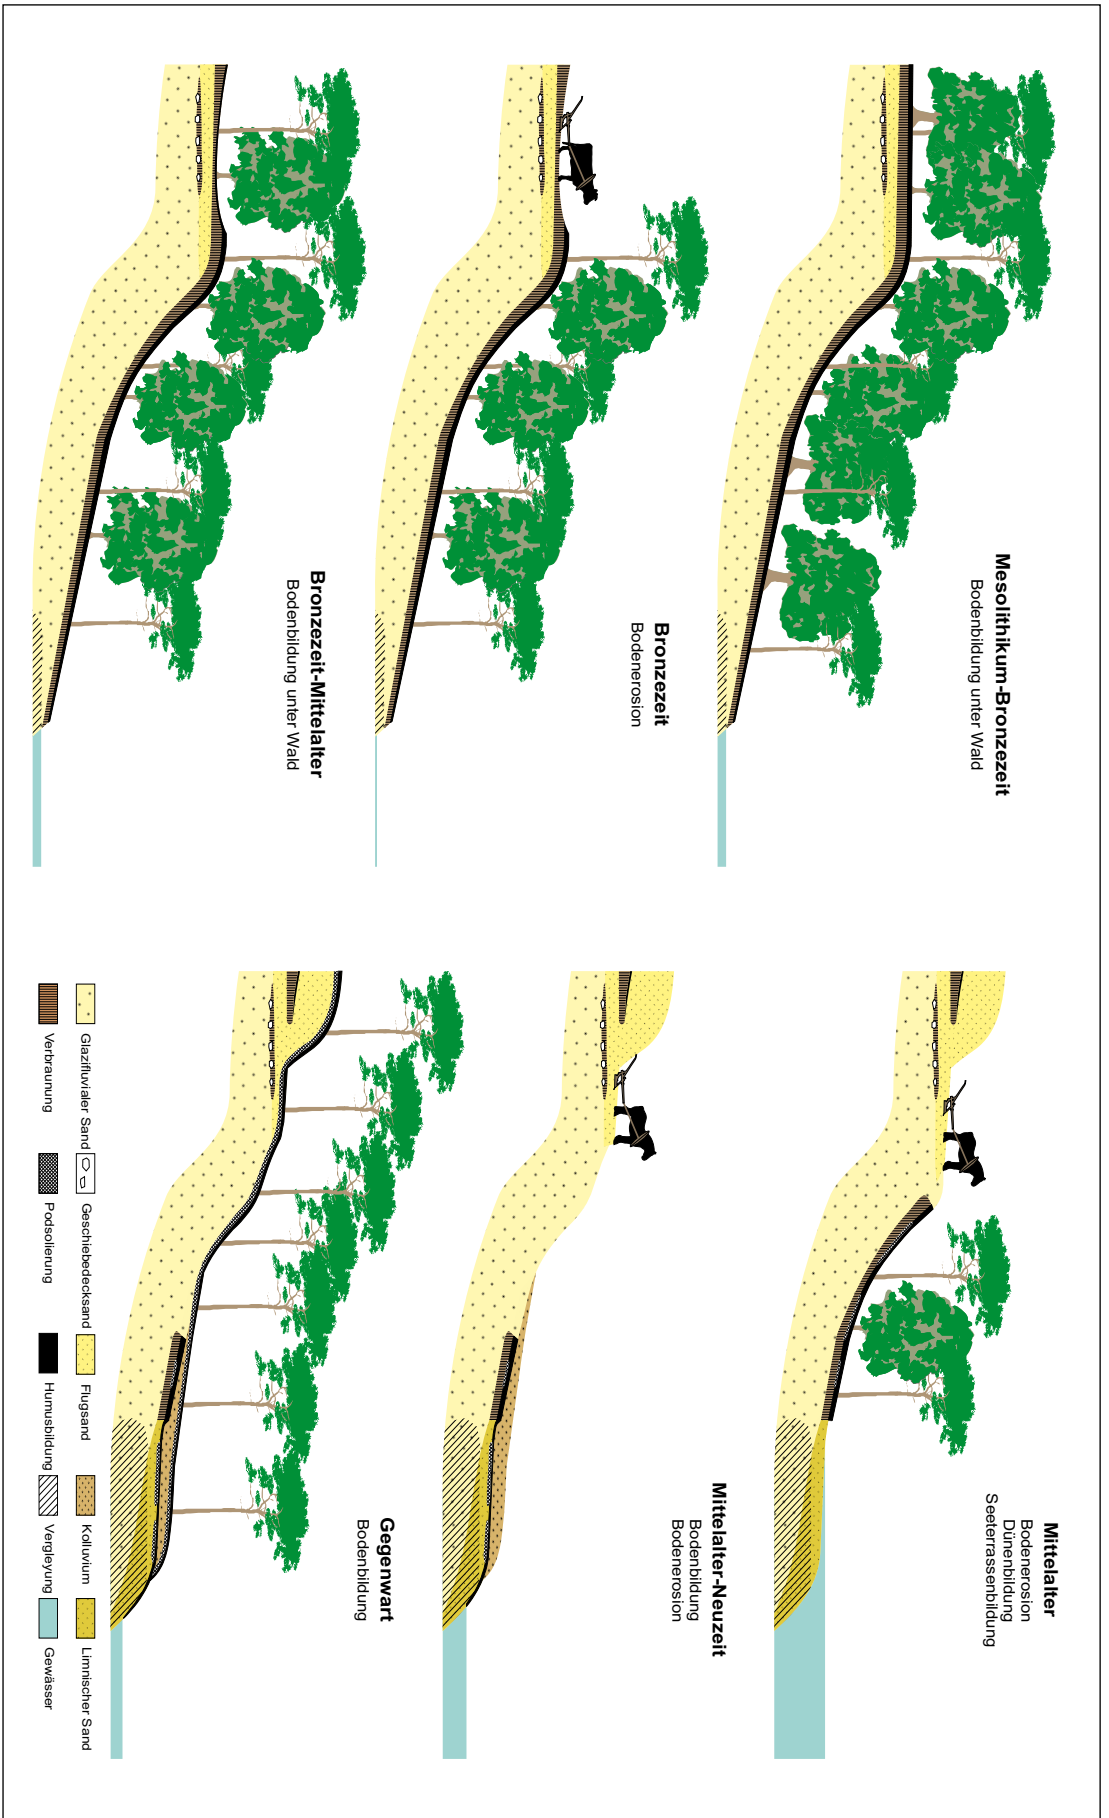 Mesolithikum-Bronzezeit
Bodenbildung unter Wald
Bronzezeit
Bodenerosion
Bronzezeit-Mittelalter
Bodenbildung unter Wald
Mittelalter
Bodenerosion
Dünenbildung
Seeterrassenbildung
Mittelalter-Neuzeit
Bodenbildung
Bodenerosion
Gegenwart
Bodenbildung
Glazifluvialer Sand
Geschiebedecksand
Flugsand
Kolluvium
Limnischer Sand
Verbraunung
Podsolierung
Humusbildung
Vergleyung
Gewässer